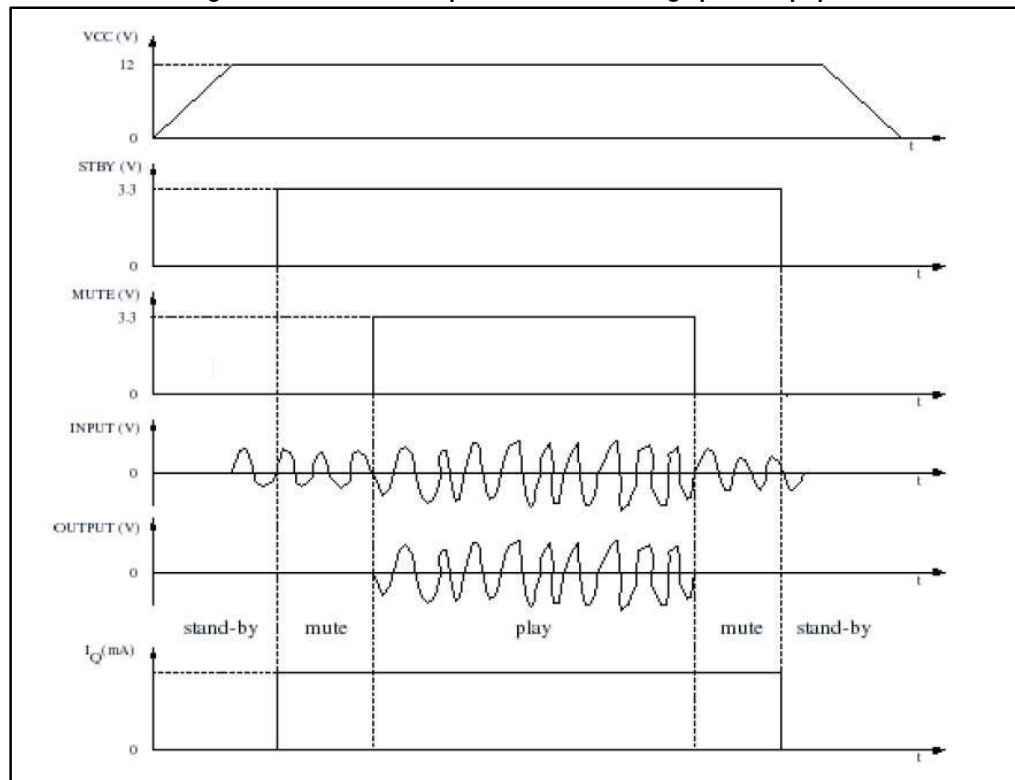 VCC (V)
12
0
t
STBY (V)
3.3
0
t
MUTE (V)
3.3
0
t
INPUT (V)
0
t
OUTPUT (V)
0
t
stand-by mute play mute stand-by
IQ(mA)
0
t